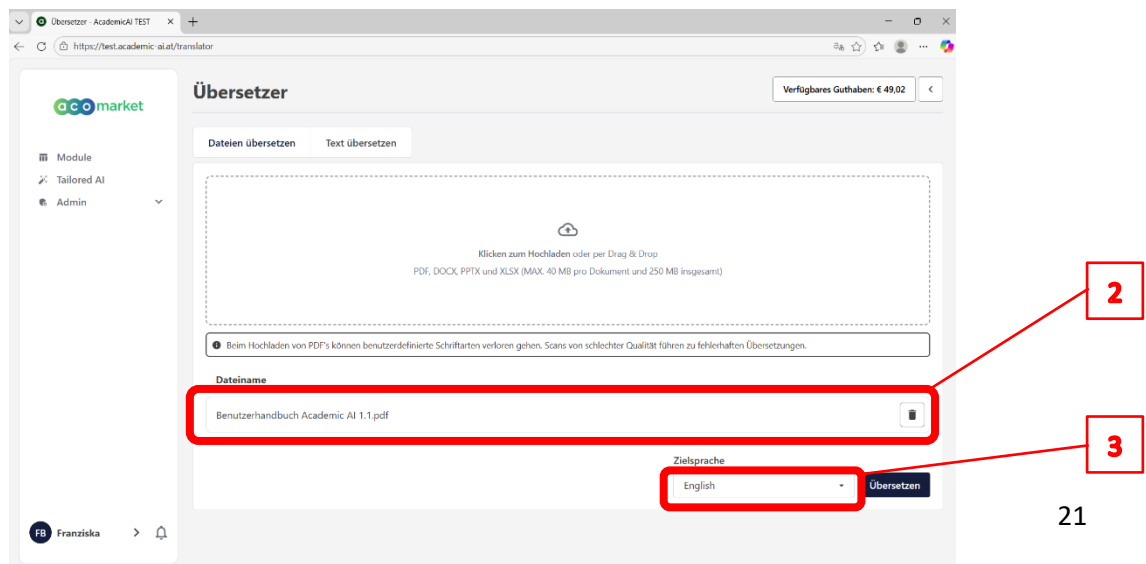 Übersetzer - AcademicAI TEST
https://test.academic-ai.at/translator
acomarket
Übersetzer
Verfügbares Guthaben: € 49,02
Dateien übersetzen
Text übersetzen
Module
Tailored AI
Admin
Klicken zum Hochladen oder per Drag & Drop
PDF, DOCX, PPTX und XLSX (MAX. 40 MB pro Dokument und 250 MB insgesamt)
2
Beim Hochladen von PDF's können benutzerdefinierte Schriftarten verloren gehen. Scans von schlechter Qualität führen zu fehlerhaften Übersetzungen.
Dateiname
Benutzerhandbuch Academic AI 1.1.pdf
3
Zielsprache
English
Übersetzen
21
FB Franziska